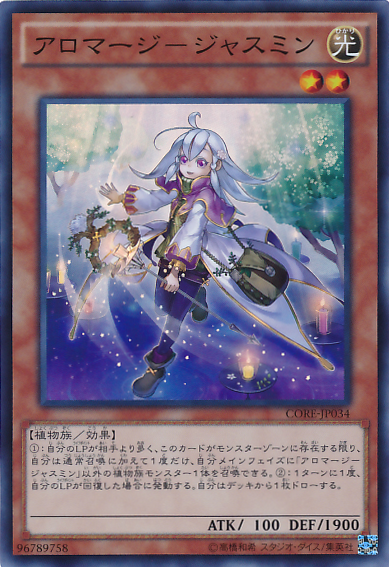 アロマージ－ジャスミン
ひかり
光
CORE-JP034
【植物族／効果】
①：自分のLPが相手より多く、このカードがモンスターゾーンに存在する限り、
自分は通常召喚に加えて1度だけ、自分メインフェイズに「アロマージ－
ジャスミン」以外の植物族モンスター1体を召喚できる。②：1ターンに1度、
自分のLPが回復した場合に発動する。自分はデッキから1枚ドローする。
ATK/ 100 DEF/1900
96789758
©高橋和希 スタジオ・ダイス/集英社